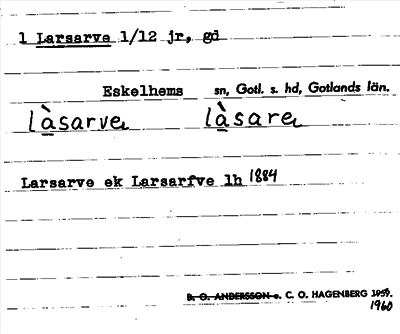 1 Larsarve 1/12 jr, gd
Eskelhems sn, Gotl. s. hd, Gotlands län.
làsarve làsare
Larsarve ek Larsarfve lh 1884
B. O. ANDERSSON s. C. O. HAGENBERG 1959.
1960